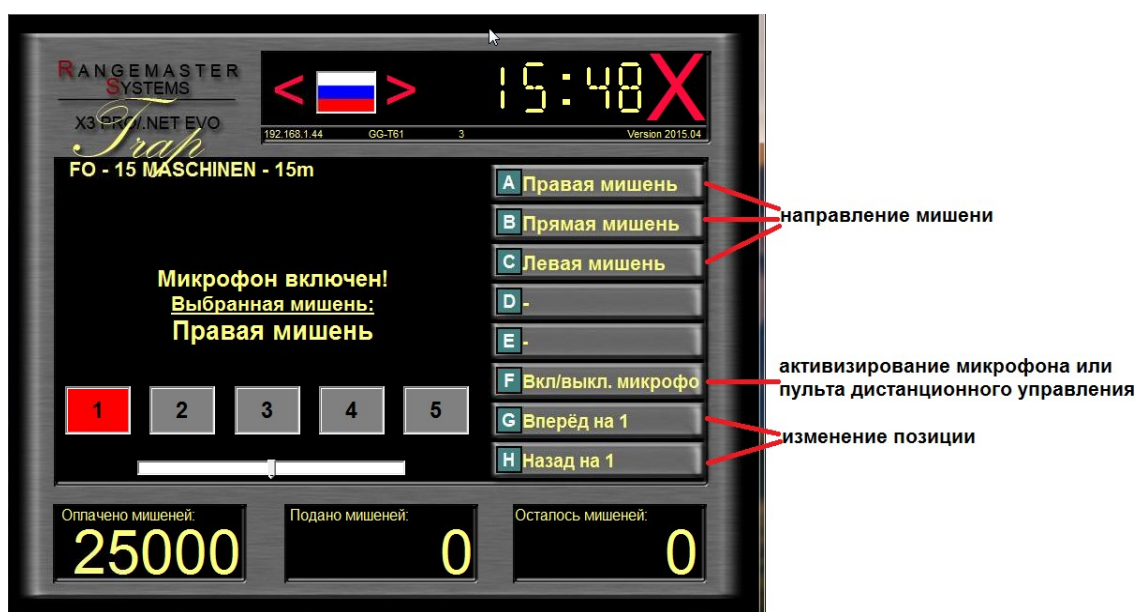 RANGEMASTER
SYSTEMS
X3 PRO/.NET EVO
Trap
< >
15:48
X
192.168.1.44 GG-T61 3 Version 2015.04
FO - 15 MASCHINEN - 15m
Микрофон включен!
Выбранная мишень:
Правая мишень
1 2 3 4 5
A Правая мишень
B Прямая мишень
C Левая мишень
D -
E -
F Вкл/выкл. микрофо
G Вперёд на 1
H Назад на 1
направление мишени
активизирование микрофона или
пульта дистанционного управления
изменение позиции
Оплачено мишеней: Подано мишеней: Осталось мишеней:
25000 0 0